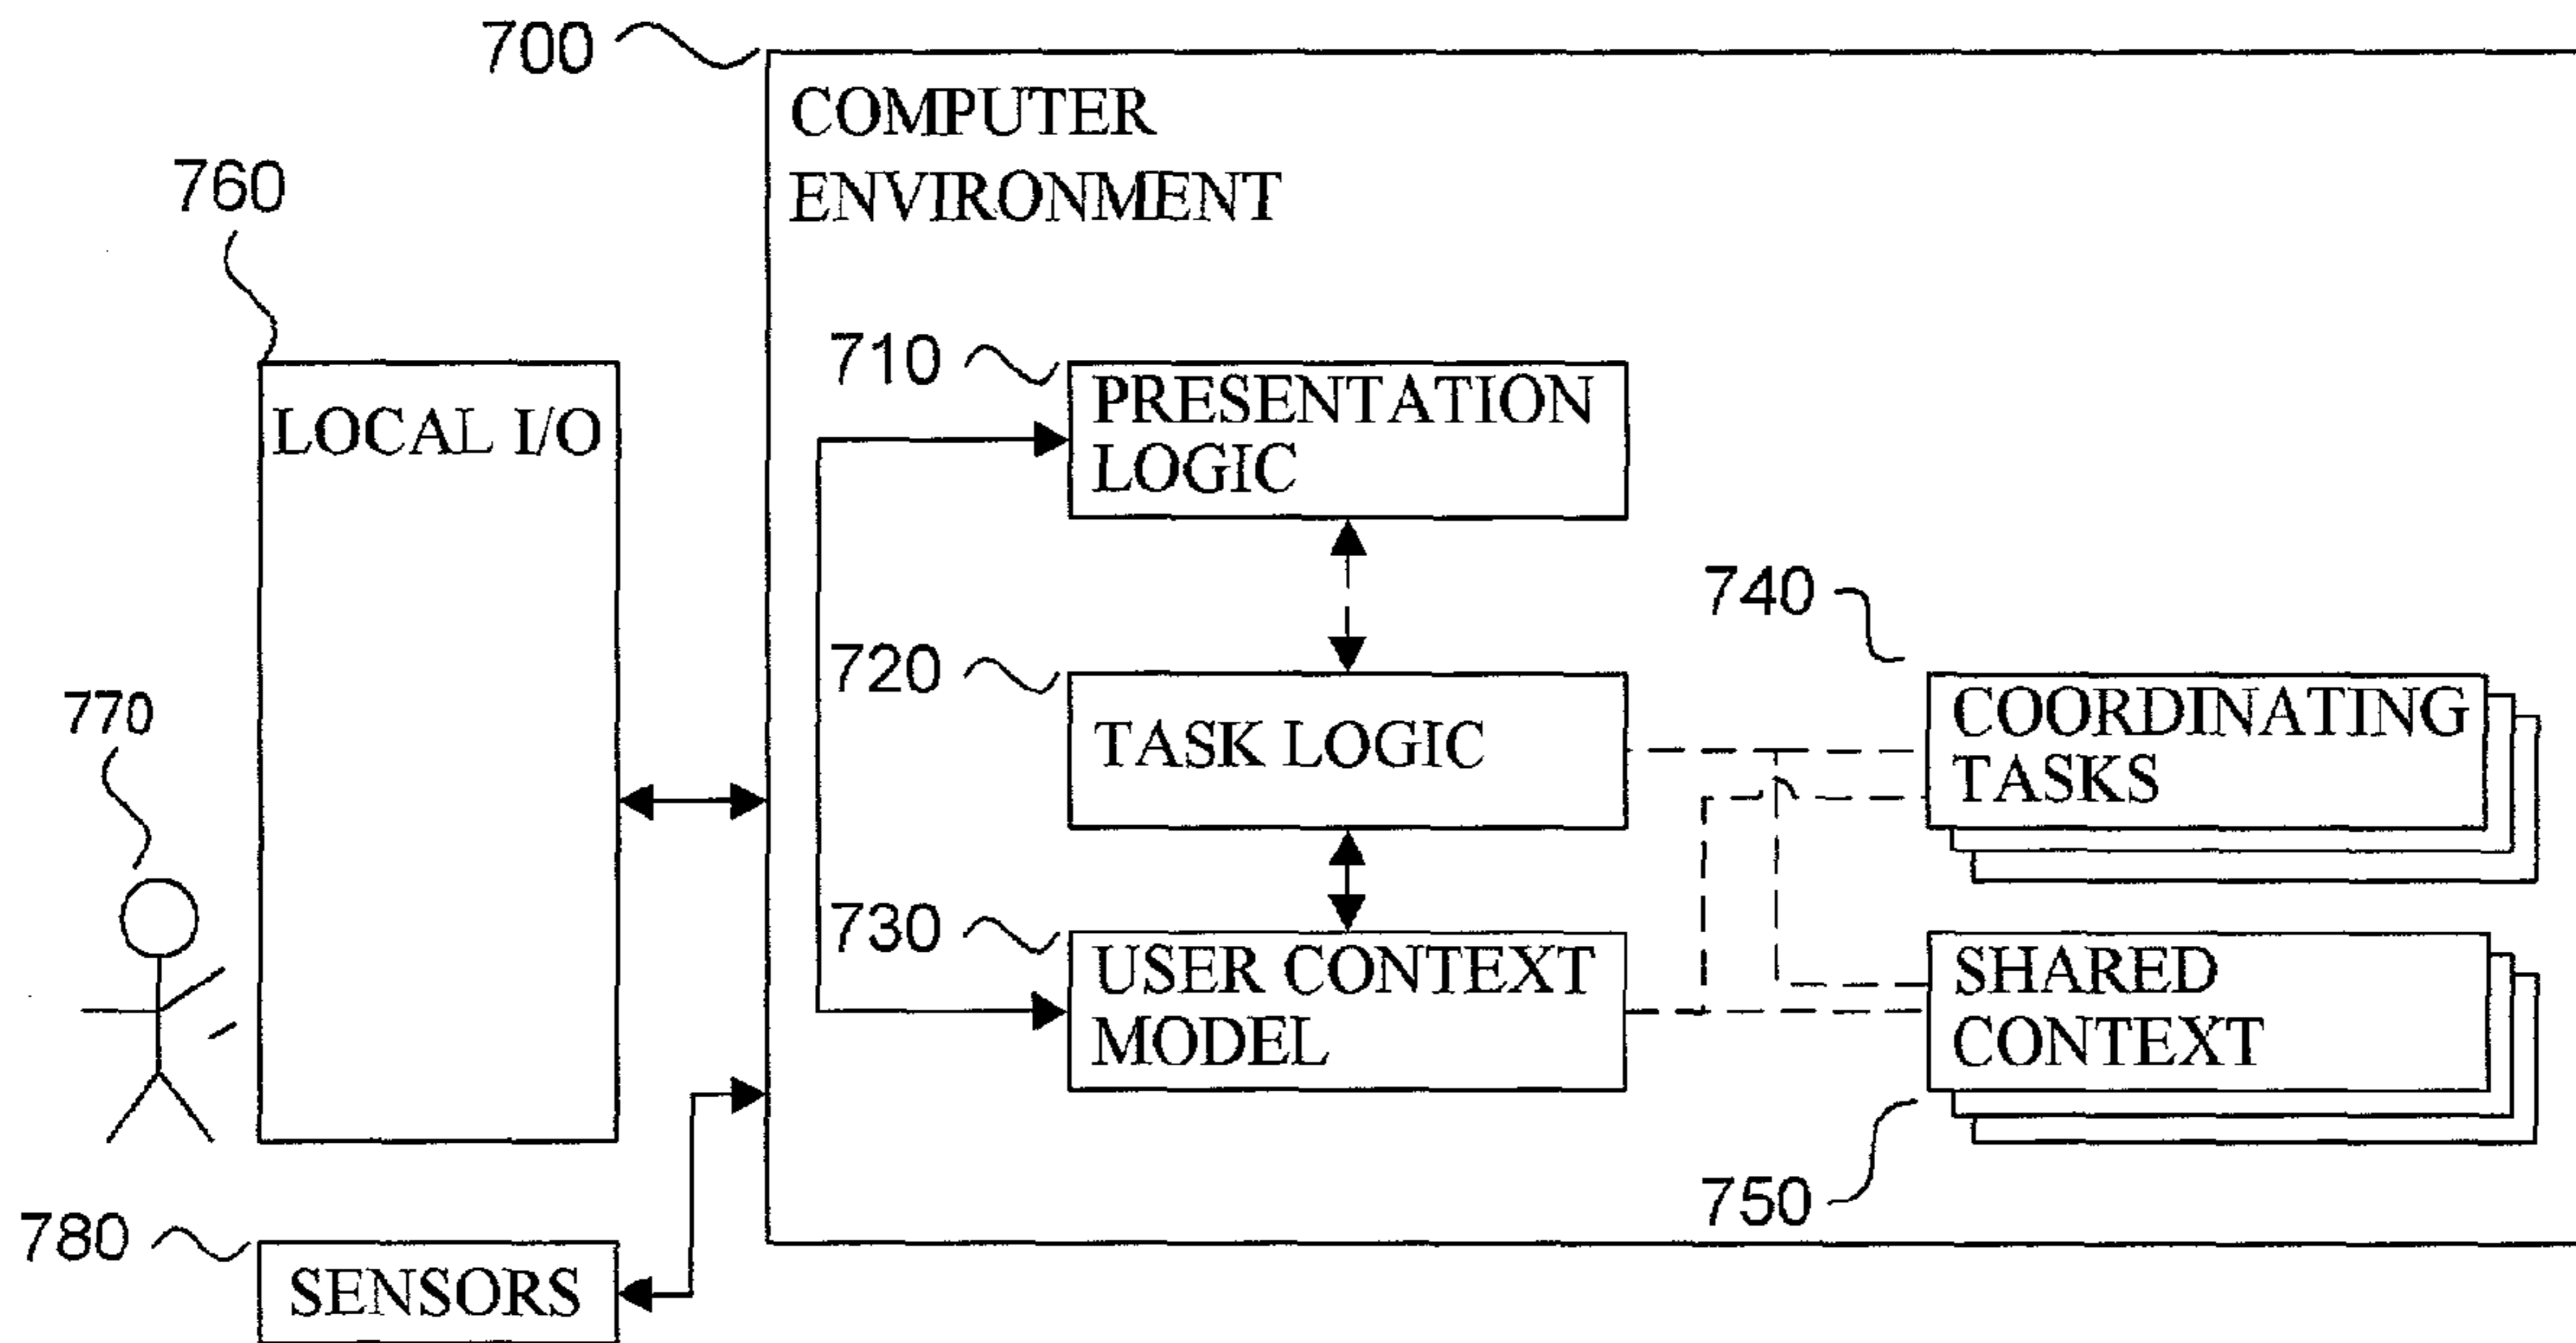 700
COMPUTER
ENVIRONMENT
760
LOCAL I/O
710
PRESENTATION
LOGIC
740
720
TASK LOGIC
COORDINATING
TASKS
770
730
USER CONTEXT
MODEL
SHARED
CONTEXT
750
780
SENSORS